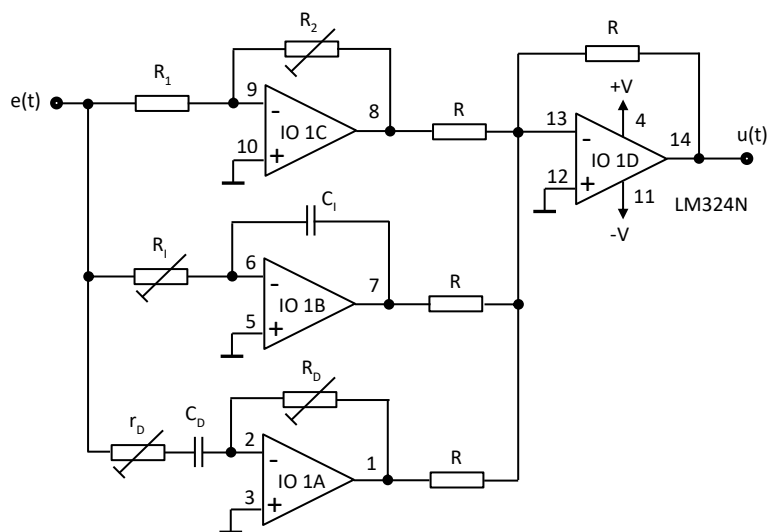 R2
R
R1
+V
e(t)
9
-
8
R
13
-
4
14
u(t)
IO 1C
IO 1D
10
+
12
+
11
LM324N
CI
-V
RI
6
-
7
R
IO 1B
5
+
RD
rD
CD
2
-
1
R
IO 1A
3
+